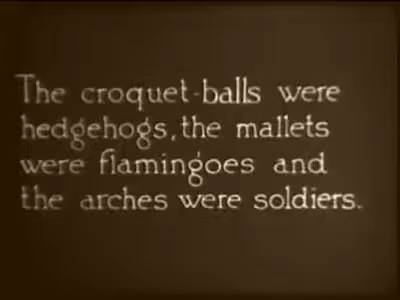 The croquet-balls were
hedgehogs, the mallets
were flamingoes and
the arches were soldiers.